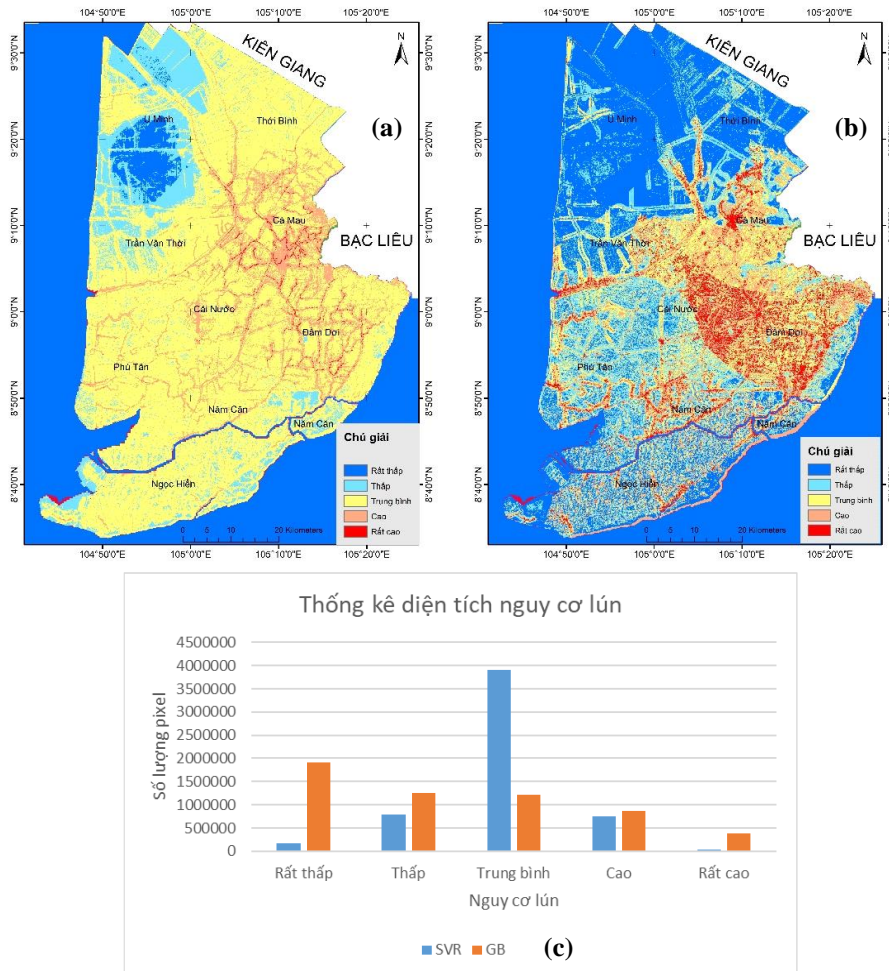 104°50'0"E 105°0'0"E 105°10'0"E 105°20'0"E
9°30'0"N
9°20'0"N
9°10'0"N
9°0'0"N
8°50'0"N
8°40'0"N
KIÊN GIANG
N
(a)
U Minh
Thới Bình
Cà Mau
BẠC LIÊU
Trần Văn Thời
Cái Nước
Đầm Dơi
Phú Tân
Năm Căn
Năm Căn
Ngọc Hiển
Chú giải
Rất thấp
Thấp
Trung bình
Cao
Rất cao
0 5 10 20 Kilometers
104°50'0"E 105°0'0"E 105°10'0"E 105°20'0"E
104°50'0"E 105°0'0"E 105°10'0"E 105°20'0"E
9°30'0"N
9°20'0"N
9°10'0"N
9°0'0"N
8°50'0"N
8°40'0"N
KIÊN GIANG
N
(b)
U Minh
Thới Bình
Cà Mau
BẠC LIÊU
Trần Văn Thời
Cái Nước
Đầm Dơi
Phú Tân
Năm Căn
Năm Căn
Ngọc Hiển
Chú giải
Rất thấp
Thấp
Trung bình
Cao
Rất cao
0 5 10 20 Kilometers
104°50'0"E 105°0'0"E 105°10'0"E 105°20'0"E
Thống kê diện tích nguy cơ lún
4500000
4000000
3500000
3000000
2500000
2000000
1500000
1000000
500000
0
Số lượng pixel
Rất thấp Thấp Trung bình Cao Rất cao
Nguy cơ lún
SVR GB (c)